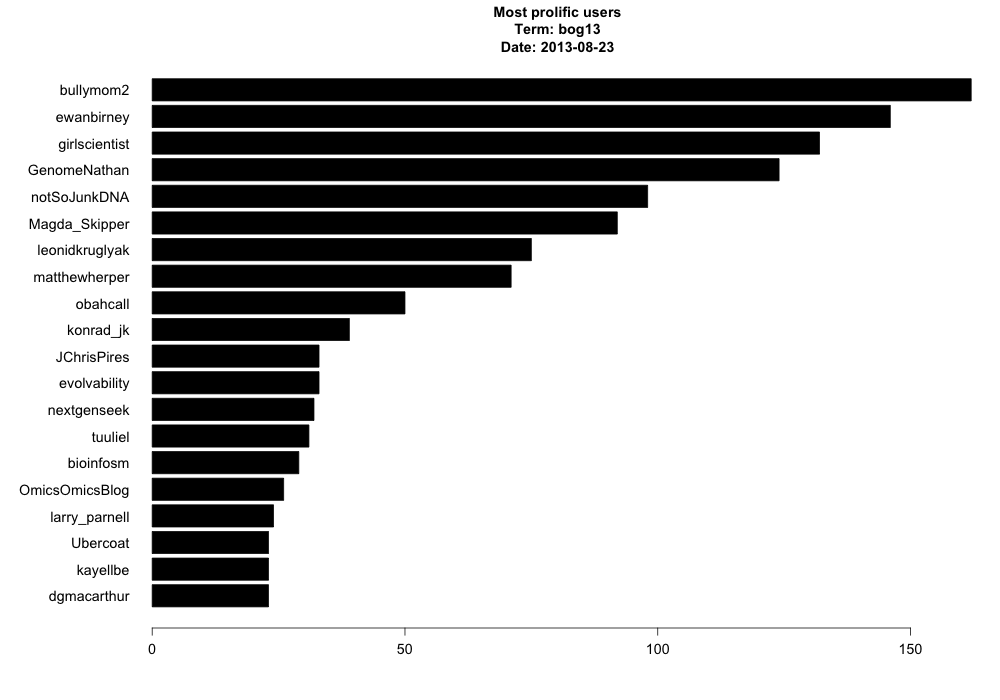 Most prolific users
Term: bog13
Date: 2013-08-23
bullymom2
ewanbirney
girlscientist
GenomeNathan
notSoJunkDNA
Magda_Skipper
leonidkruglyak
matthewherper
obahcall
konrad_jk
JChrisPires
evolvability
nextgenseek
tuuliel
bioinfosm
OmicsOmicsBlog
larry_parnell
Ubercoat
kayellbe
dgmacarthur
0 50 100 150